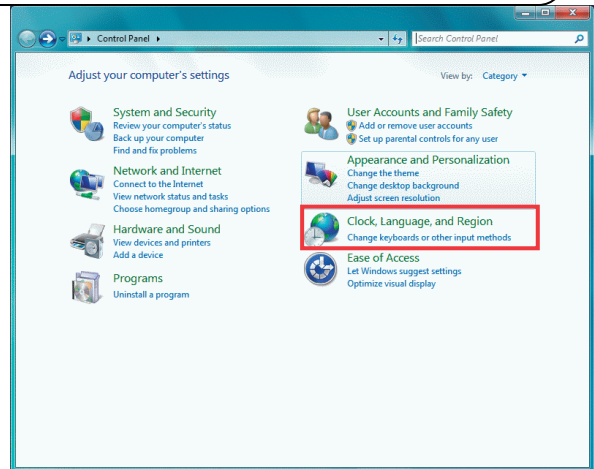 Control Panel
Search Control Panel
Adjust your computer's settings
View by: Category
System and Security
Review your computer's status
Back up your computer
Find and fix problems
Network and Internet
Connect to the Internet
View network status and tasks
Choose homegroup and sharing options
Hardware and Sound
View devices and printers
Add a device
Programs
Uninstall a program
User Accounts and Family Safety
Add or remove user accounts
Set up parental controls for any user
Appearance and Personalization
Change the theme
Change desktop background
Adjust screen resolution
Clock, Language, and Region
Change keyboards or other input methods
Ease of Access
Let Windows suggest settings
Optimize visual display